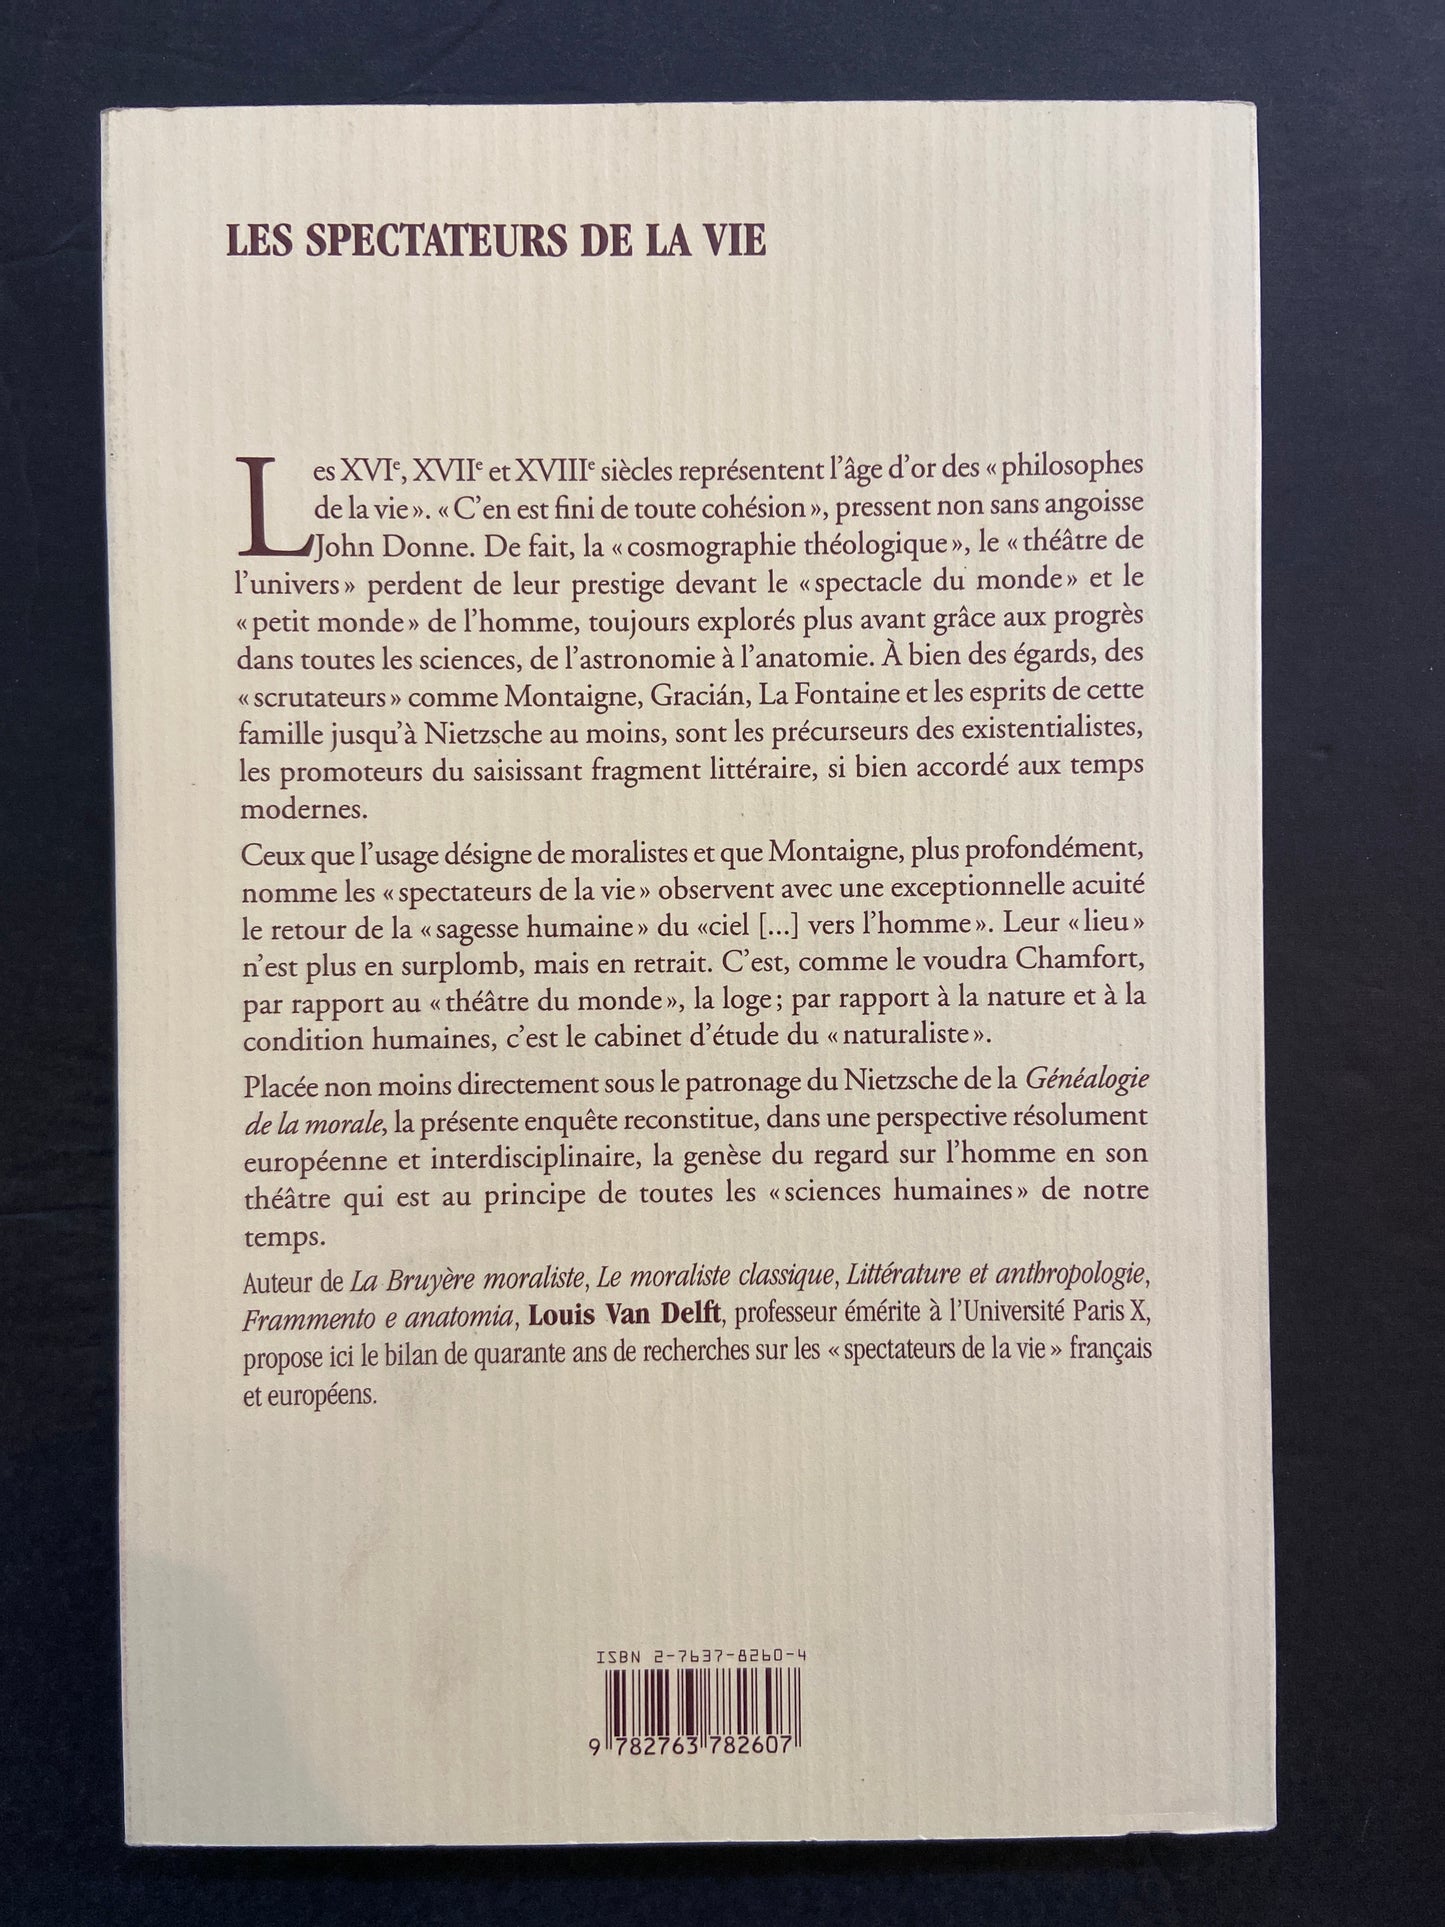 LES SPECTATEURS DE LA VIE
Les XVIe, XVIIe et XVIIIe siècles représentent l’âge d’or des « philosophes
de la vie ». « C’en est fini de toute cohésion », pressent non sans angoisse
John Donne. De fait, la « cosmographie théologique », le « théâtre de
l’univers » perdent de leur prestige devant le « spectacle du monde » et le
« petit monde » de l’homme, toujours explorés plus avant grâce aux progrès
dans toutes les sciences, de l’astronomie à l’anatomie. À bien des égards, des
« scrutateurs » comme Montaigne, Gracián, La Fontaine et les esprits de cette
famille jusqu’à Nietzsche au moins, sont les précurseurs des existentialistes,
les promoteurs du saisissant fragment littéraire, si bien accordé aux temps
modernes.
Ceux que l’usage désigne de moralistes et que Montaigne, plus profondément,
nomme les « spectateurs de la vie » observent avec une exceptionnelle acuité
le retour de la « sagesse humaine » du «ciel [...] vers l’homme ». Leur « lieu »
n’est plus en surplomb, mais en retrait. C’est, comme le voudra Chamfort,
par rapport au « théâtre du monde », la loge ; par rapport à la nature et à la
condition humaines, c’est le cabinet d’étude du « naturaliste ».
Placée non moins directement sous le patronage du Nietzsche de la Généalogie
de la morale, la présente enquête reconstitue, dans une perspective résolument
européenne et interdisciplinaire, la genèse du regard sur l’homme en son
théâtre qui est au principe de toutes les « sciences humaines » de notre
temps.
Auteur de La Bruyère moraliste, Le moraliste classique, Littérature et anthropologie,
Frammento e anatomia, Louis Van Delft, professeur émérite à l’Université Paris X,
propose ici le bilan de quarante ans de recherches sur les « spectateurs de la vie » français
et européens.
ISBN 2-7637-8260-4
9 782763 782607